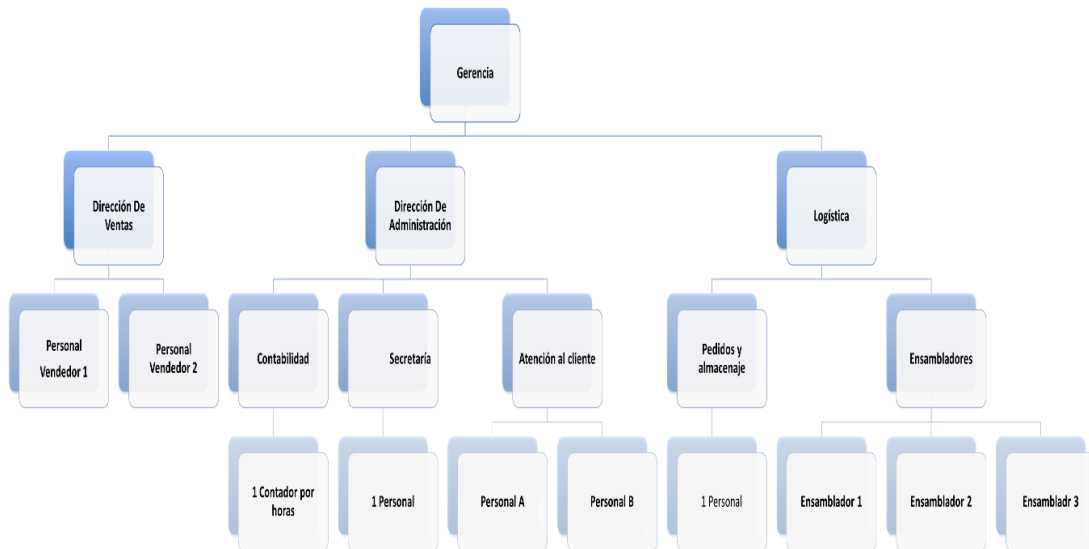 Gerencia
Dirección De
Ventas
Dirección De
Administración
Logística
Personal
Vendedor 1
Personal
Vendedor 2
Contabilidad
Secretaría
Atención al cliente
Pedidos y
almacenaje
Ensambladores
1 Contador por
horas
1 Personal
Personal A
Personal B
1 Personal
Ensamblador 1
Ensamblador 2
Ensambladr 3